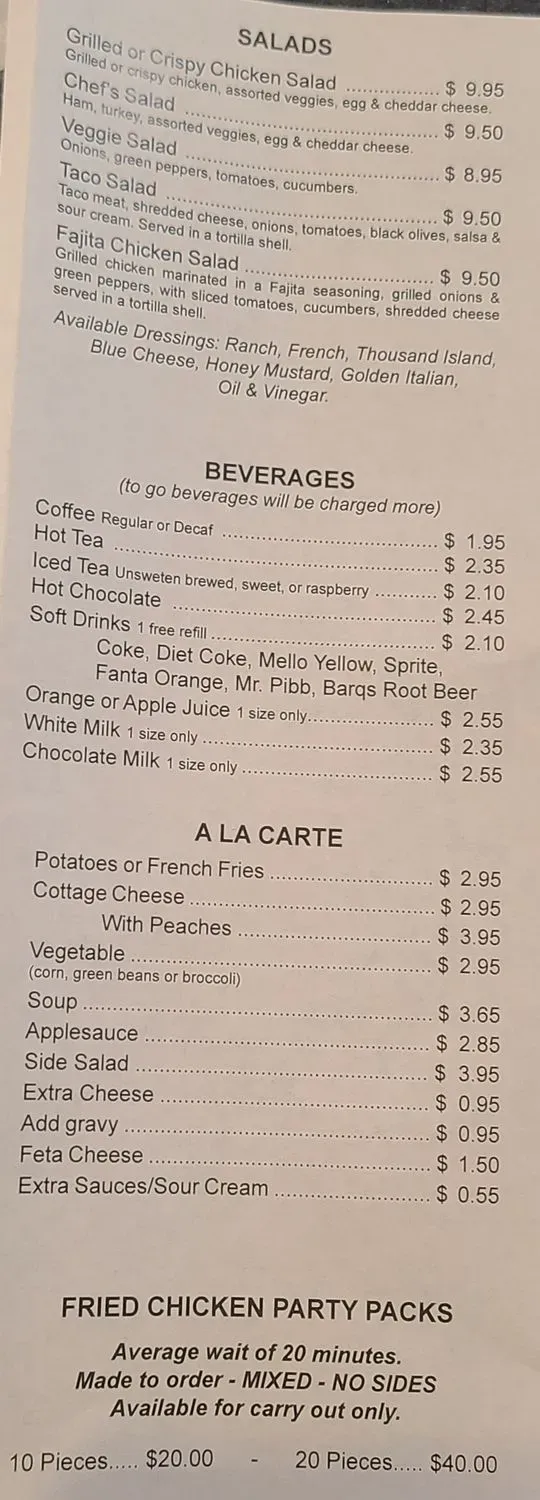 SALADS
Grilled or Crispy Chicken Salad ................. $ 9.95
Grilled or crispy chicken, assorted veggies, egg & cheddar cheese.
Chef's Salad ............................................. $ 9.50
Ham, turkey, assorted veggies, egg & cheddar cheese.
Veggie Salad ............................................. $ 8.95
Onions, green peppers, tomatoes, cucumbers.
Taco Salad ................................................ $ 9.50
Taco meat, shredded cheese, onions, tomatoes, black olives, salsa &
sour cream. Served in a tortilla shell.
Fajita Chicken Salad .................................. $ 9.50
Grilled chicken marinated in a Fajita seasoning, grilled onions &
green peppers, with sliced tomatoes, cucumbers, shredded cheese
served in a tortilla shell.
Available Dressings: Ranch, French, Thousand Island,
Blue Cheese, Honey Mustard, Golden Italian,
Oil & Vinegar.
BEVERAGES
(to go beverages will be charged more)
Coffee Regular or Decaf ....................................... $ 1.95
Hot Tea ......................................................... $ 2.35
Iced Tea Unsweten brewed, sweet, or raspberry ........... $ 2.10
Hot Chocolate ............................................... $ 2.45
Soft Drinks 1 free refill ........................................ $ 2.10
Coke, Diet Coke, Mello Yellow, Sprite,
Fanta Orange, Mr. Pibb, Barqs Root Beer
Orange or Apple Juice 1 size only....................... $ 2.55
White Milk 1 size only ......................................... $ 2.35
Chocolate Milk 1 size only .................................. $ 2.55
A LA CARTE
Potatoes or French Fries ............................. $ 2.95
Cottage Cheese ........................................... $ 2.95
With Peaches ................................... $ 3.95
Vegetable ..................................................... $ 2.95
(corn, green beans or broccoli)
Soup .............................................................. $ 3.65
Applesauce ................................................... $ 2.85
Side Salad ..................................................... $ 3.95
Extra Cheese ................................................ $ 0.95
Add gravy ....................................................... $ 0.95
Feta Cheese .................................................. $ 1.50
Extra Sauces/Sour Cream ............................ $ 0.55
FRIED CHICKEN PARTY PACKS
Average wait of 20 minutes.
Made to order - MIXED - NO SIDES
Available for carry out only.
10 Pieces..... $20.00 - 20 Pieces..... $40.00